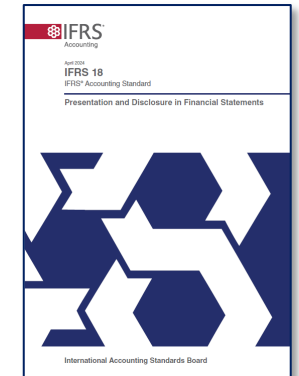 IFRS®
Accounting
April 2024
IFRS 18
IFRS® Accounting Standard
Presentation and Disclosure in Financial Statements
International Accounting Standards Board